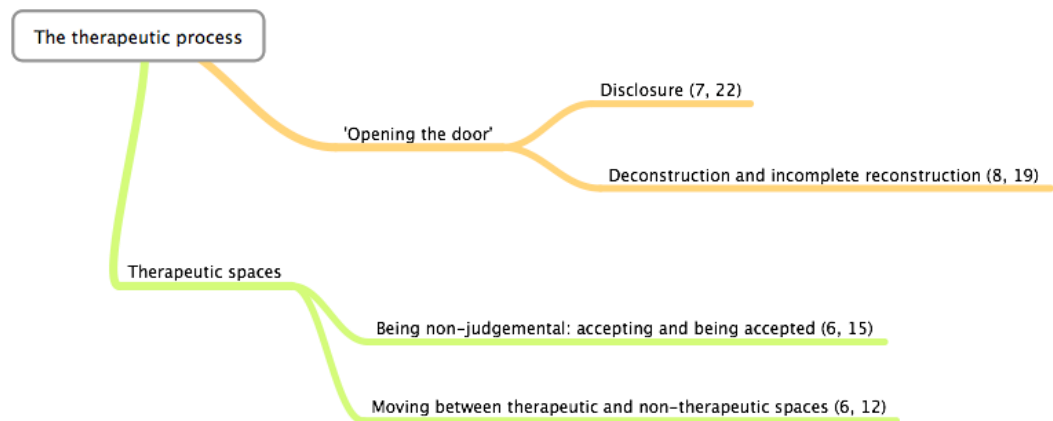 The therapeutic process
Disclosure (7, 22)
'Opening the door'
Deconstruction and incomplete reconstruction (8, 19)
Therapeutic spaces
Being non-judgemental: accepting and being accepted (6, 15)
Moving between therapeutic and non-therapeutic spaces (6, 12)